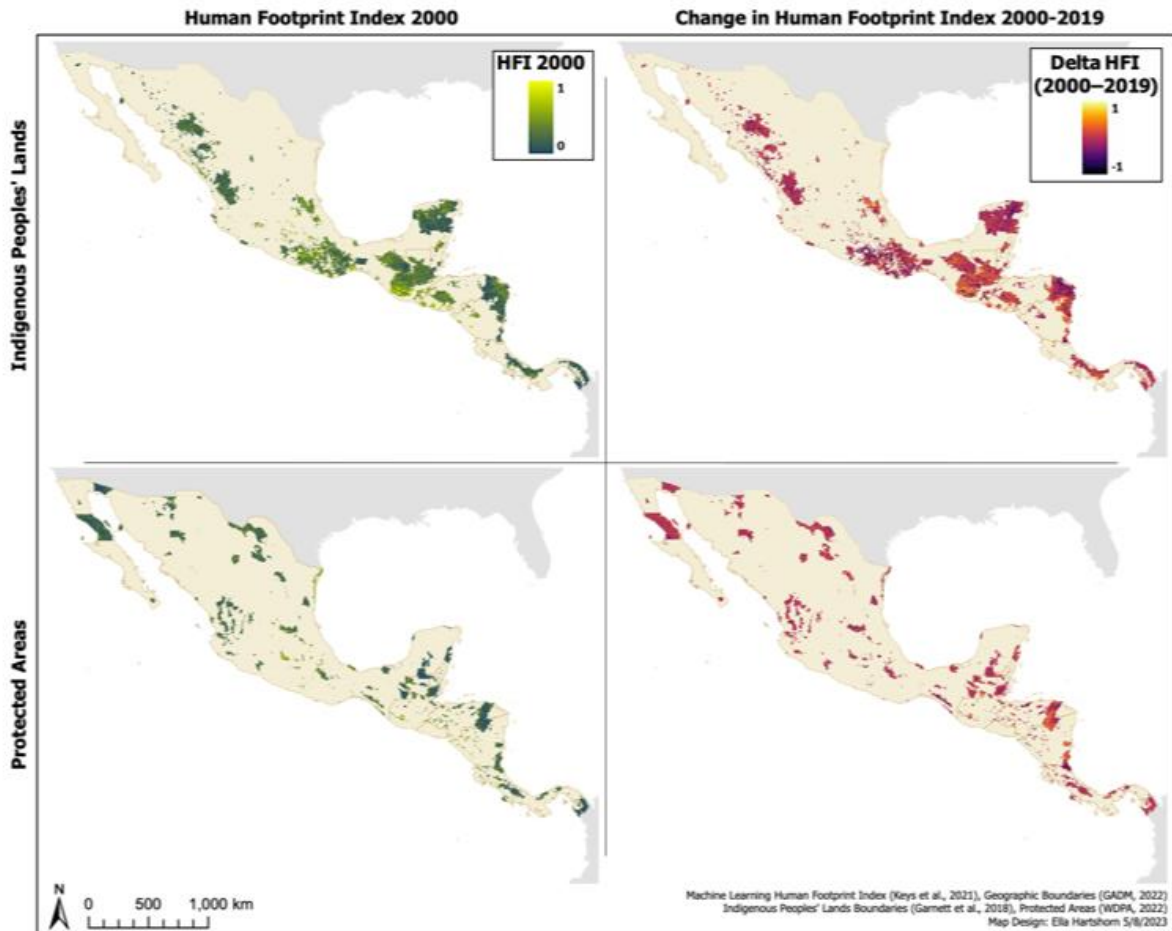 Human Footprint Index 2000
Change in Human Footprint Index 2000-2019
Indigenous Peoples' Lands
HFI 2000
1
0
Delta HFI
(2000–2019)
1
-1
Protected Areas
N
0 500 1,000 km
Machine Learning Human Footprint Index (Keys et al., 2021), Geographic Boundaries (GADM, 2022)
Indigenous Peoples' Lands Boundaries (Garnett et al., 2018), Protected Areas (WDPA, 2022)
Map Design: Ella Hartshorn 5/8/2023